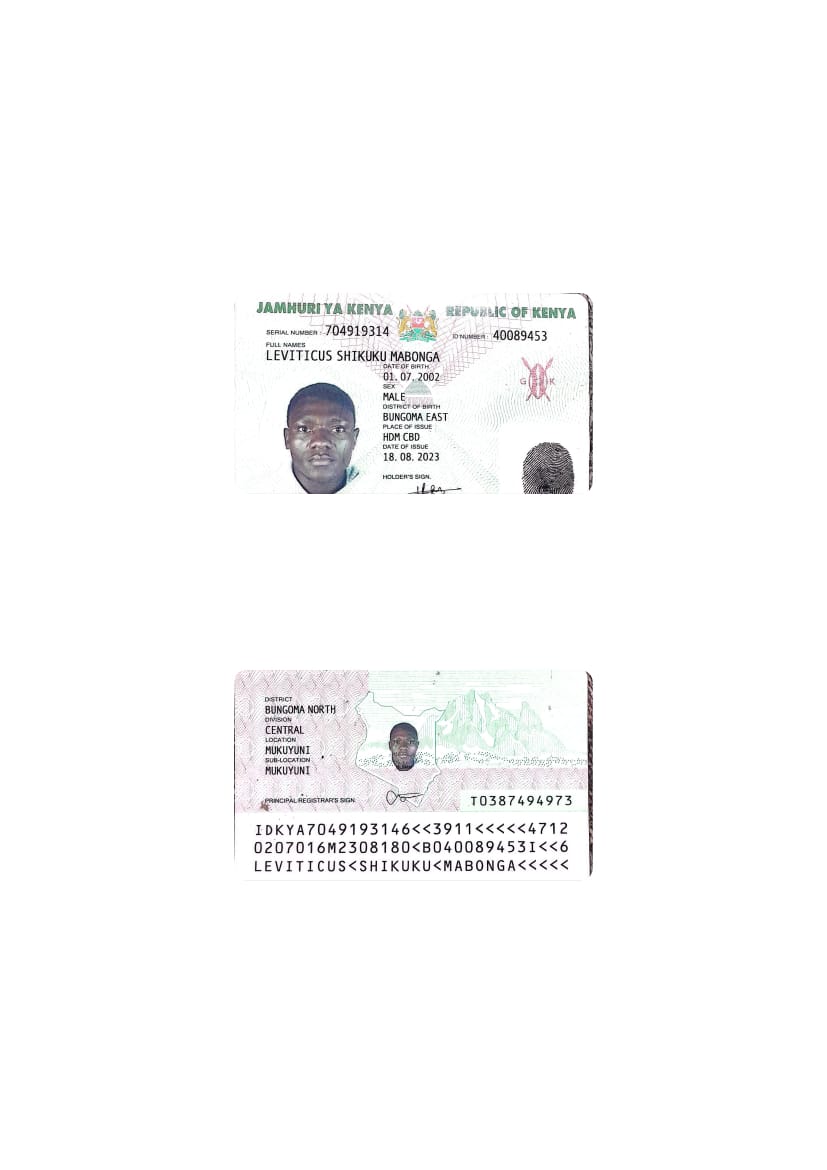 JAMHURI YA KENYA REPUBLIC OF KENYA
SERIAL NUMBER : 704919314 ID NUMBER : 40089453
FULL NAMES
LEVITICUS SHIKUKU MABONGA
DATE OF BIRTH
01. 07. 2002
SEX
MALE
G K
DISTRICT OF BIRTH
BUNGOMA EAST
PLACE OF ISSUE
HDM CBD
DATE OF ISSUE
18. 08. 2023
HOLDER'S SIGN.
DISTRICT
BUNGOMA NORTH
DIVISION
CENTRAL
LOCATION
MUKUYUNI
SUB-LOCATION
MUKUYUNI
PRINCIPAL REGISTRAR'S SIGN.
T0387494973
IDKYA7049193146<<3911<<<<<4712
0207016M2308180<B040089453I<<6
LEVITICUS<SHIKUKU<MABONGA<<<<<